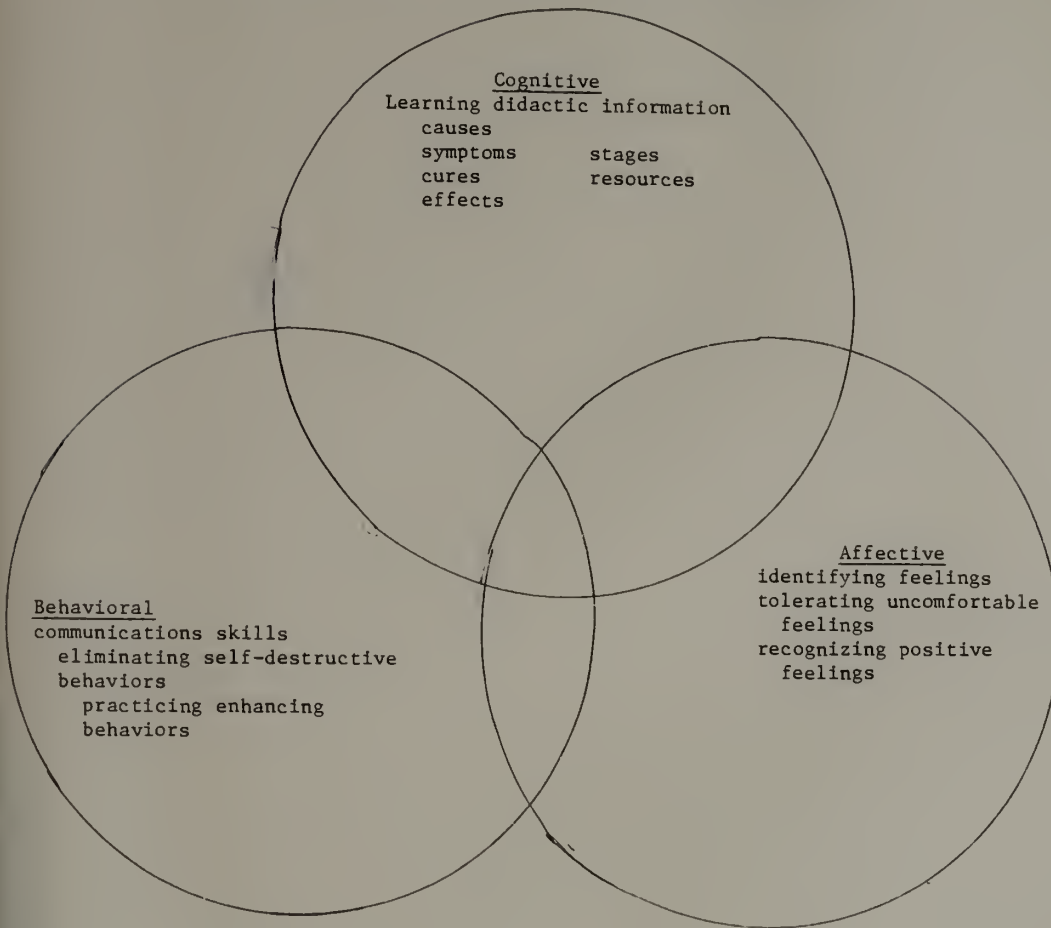 Cognitive
Learning didactic information
causes
symptoms stages
cures resources
effects
Behavioral
communications skills
eliminating self-destructive
behaviors
practicing enhancing
behaviors
Affective
identifying feelings
tolerating uncomfortable
feelings
recognizing positive
feelings